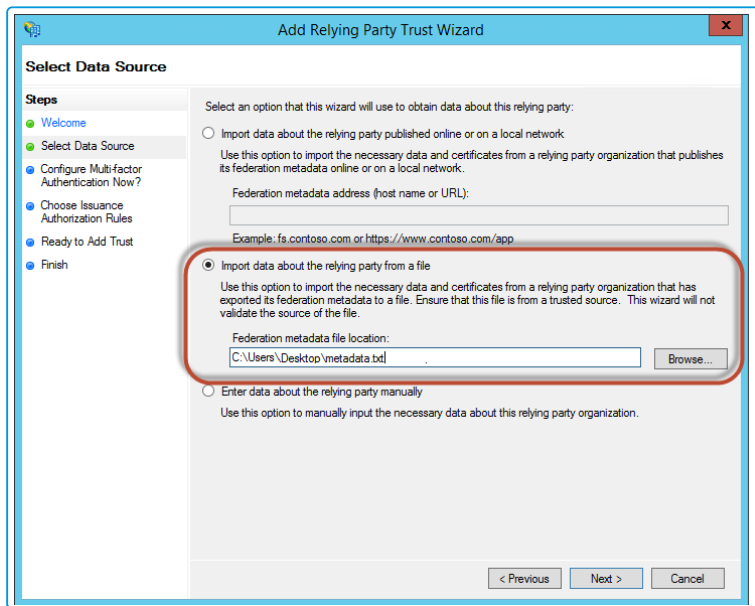 Add Relying Party Trust Wizard
x
Select Data Source
Steps
Welcome
Select Data Source
Configure Multi-factor
Authentication Now?
Choose Issuance
Authorization Rules
Ready to Add Trust
Finish
Select an option that this wizard will use to obtain data about this relying party:
Import data about the relying party published online or on a local network
Use this option to import the necessary data and certificates from a relying party organization that publishes
its federation metadata online or on a local network.
Federation metadata address (host name or URL):
Example: fs.contoso.com or https://www.contoso.com/app
Import data about the relying party from a file
Use this option to import the necessary data and certificates from a relying party organization that has
exported its federation metadata to a file. Ensure that this file is from a trusted source. This wizard will not
validate the source of the file.
Federation metadata file location:
C:\Users\Desktop\metadata.txt
Browse...
Enter data about the relying party manually
Use this option to manually input the necessary data about this relying party organization.
< Previous
Next >
Cancel